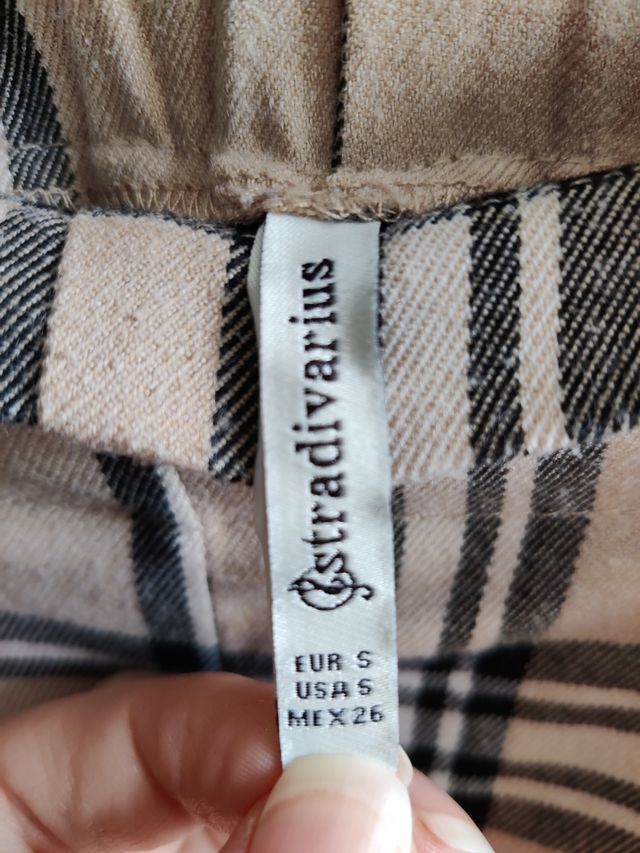 stradivarius
EUR S
USA S
MEX 26